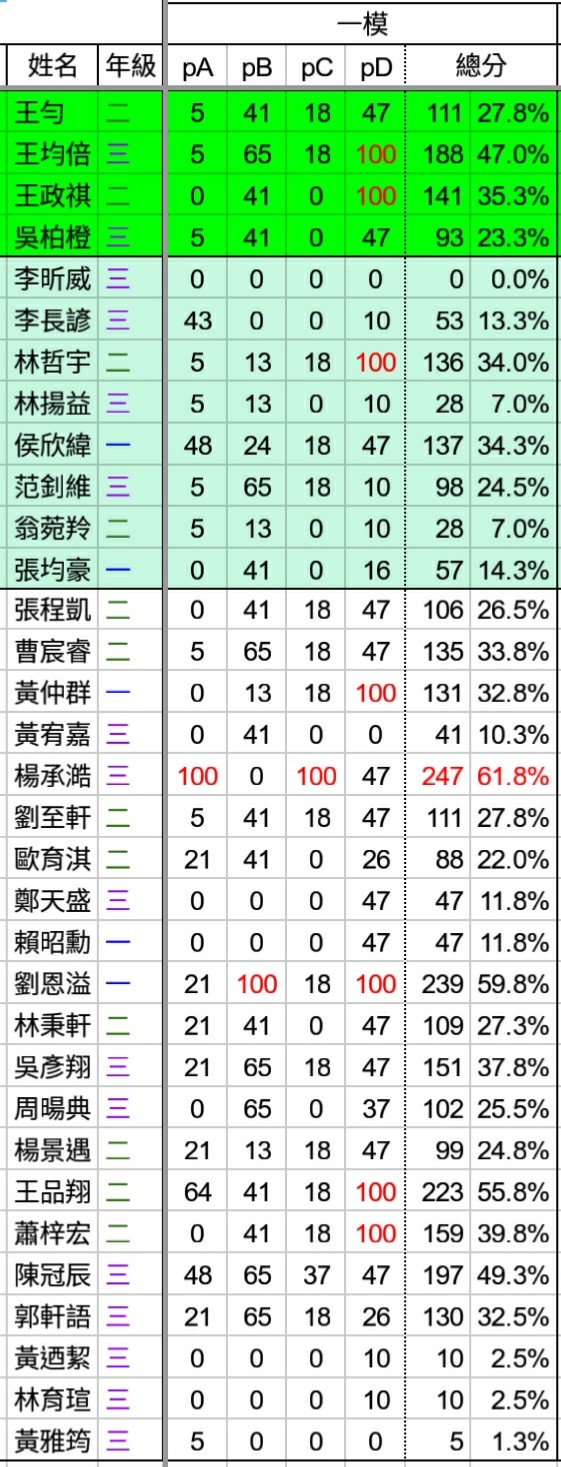 一模
姓名 年級 pA pB pC pD 總分
王勻 二 5 41 18 47 111 27.8%
王均倍 三 5 65 18 100 188 47.0%
王政祺 二 0 41 0 100 141 35.3%
吳柏橙 三 5 41 0 47 93 23.3%
李昕威 三 0 0 0 0 0 0.0%
李長諺 三 43 0 0 10 53 13.3%
林哲宇 二 5 13 18 100 136 34.0%
林揚益 三 5 13 0 10 28 7.0%
侯欣緯 一 48 24 18 47 137 34.3%
范釗維 三 5 65 18 10 98 24.5%
翁菀羚 二 5 13 0 10 28 7.0%
張均豪 一 0 41 0 16 57 14.3%
張程凱 二 0 41 18 47 106 26.5%
曹宸睿 二 5 65 18 47 135 33.8%
黃仲群 一 0 13 18 100 131 32.8%
黃宥嘉 三 0 41 0 0 41 10.3%
楊承澔 三 100 0 100 47 247 61.8%
劉至軒 二 5 41 18 47 111 27.8%
歐育淇 二 21 41 0 26 88 22.0%
鄭天盛 三 0 0 0 47 47 11.8%
賴昭勳 一 0 0 0 47 47 11.8%
劉恩溢 一 21 100 18 100 239 59.8%
林秉軒 二 21 41 0 47 109 27.3%
吳彥翔 三 21 65 18 47 151 37.8%
周暘典 三 0 65 0 37 102 25.5%
楊景遇 二 21 13 18 47 99 24.8%
王品翔 二 64 41 18 100 223 55.8%
蕭梓宏 二 0 41 18 100 159 39.8%
陳冠辰 三 48 65 37 47 197 49.3%
郭軒語 三 21 65 18 26 130 32.5%
黃迺絜 三 0 0 0 10 10 2.5%
林育瑄 三 0 0 0 10 10 2.5%
黃雅筠 三 5 0 0 0 5 1.3%